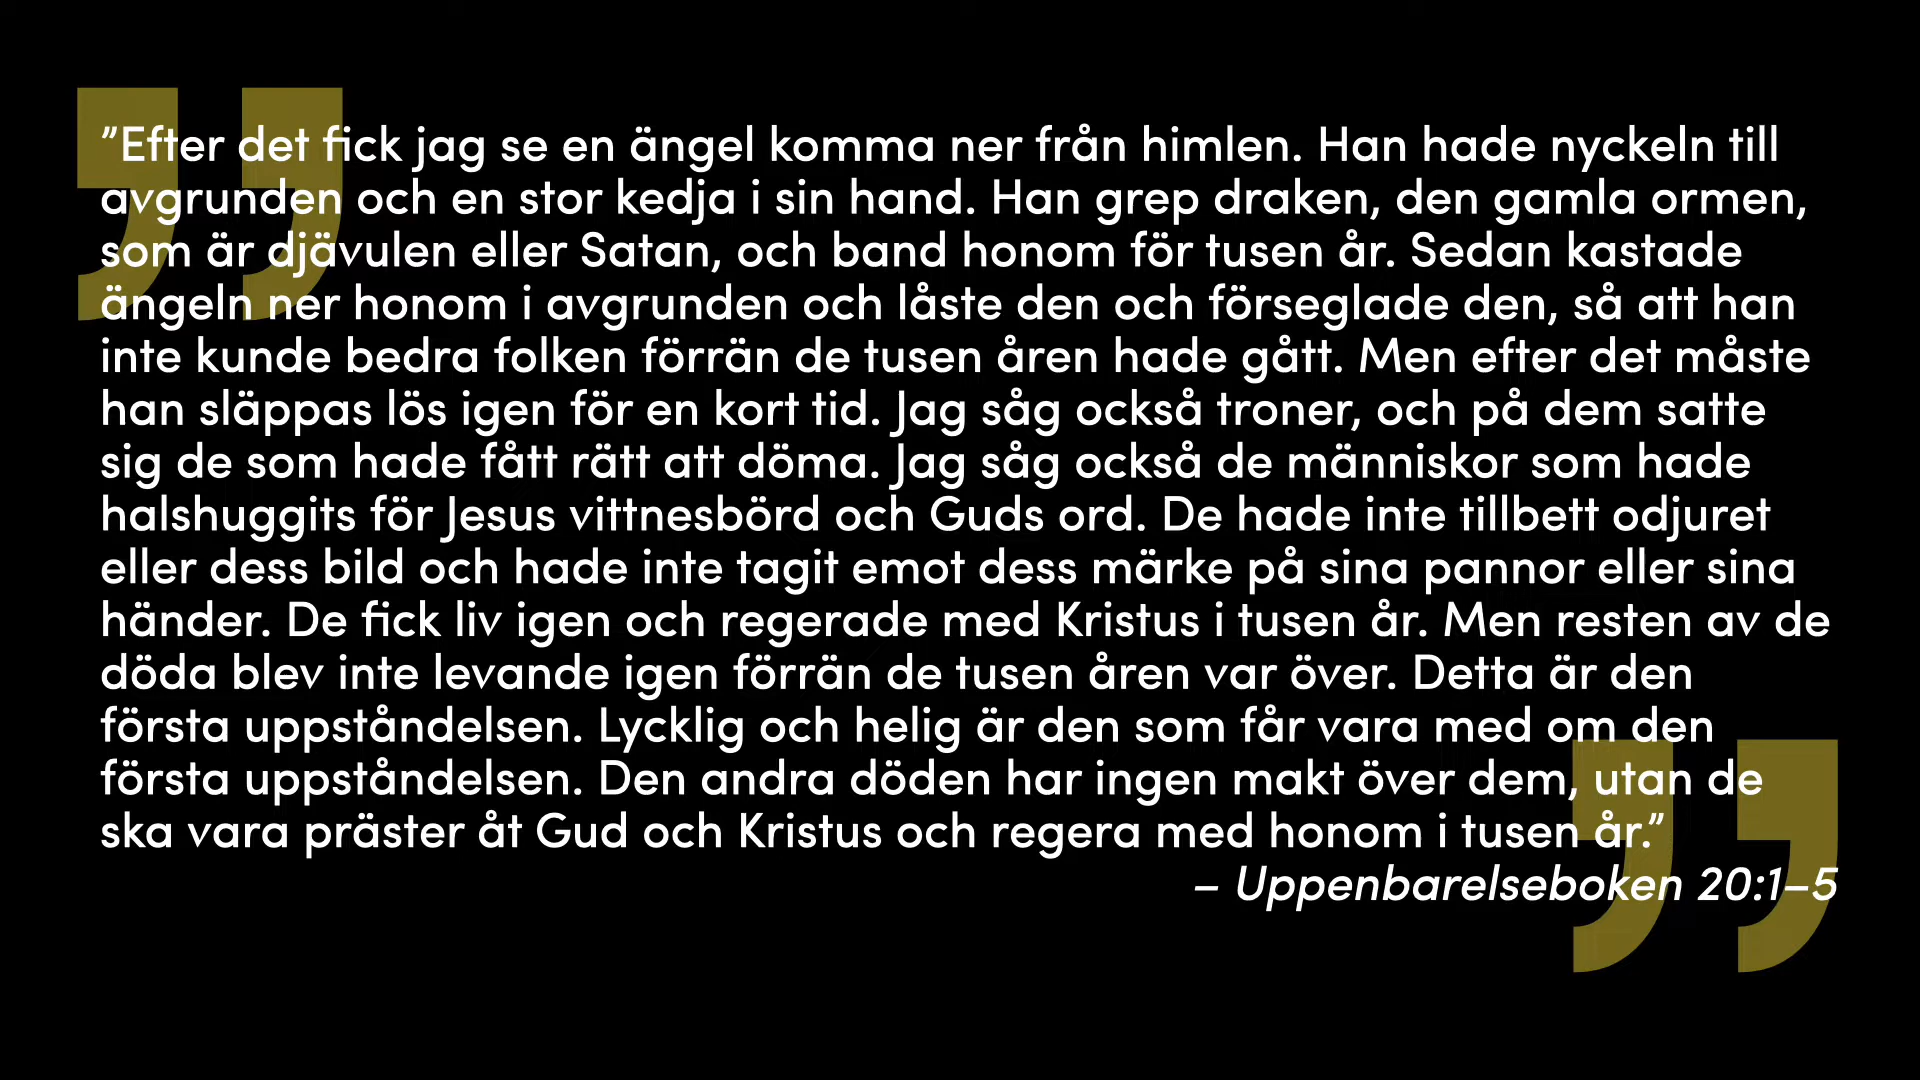 ”Efter det fick jag se en ängel komma ner från himlen. Han hade nyckeln till
avgrunden och en stor kedja i sin hand. Han grep draken, den gamla ormen,
som är djävulen eller Satan, och band honom för tusen år. Sedan kastade
ängeln ner honom i avgrunden och låste den och förseglade den, så att han
inte kunde bedra folken förrän de tusen åren hade gått. Men efter det måste
han släppas lös igen för en kort tid. Jag såg också troner, och på dem satte
sig de som hade fått rätt att döma. Jag såg också de människor som hade
halshuggits för Jesus vittnesbörd och Guds ord. De hade inte tillbett odjuret
eller dess bild och hade inte tagit emot dess märke på sina pannor eller sina
händer. De fick liv igen och regerade med Kristus i tusen år. Men resten av de
döda blev inte levande igen förrän de tusen åren var över. Detta är den
första uppståndelsen. Lycklig och helig är den som får vara med om den
första uppståndelsen. Den andra döden har ingen makt över dem, utan de
ska vara präster åt Gud och Kristus och regera med honom i tusen år.”
– Uppenbarelseboken 20:1–5